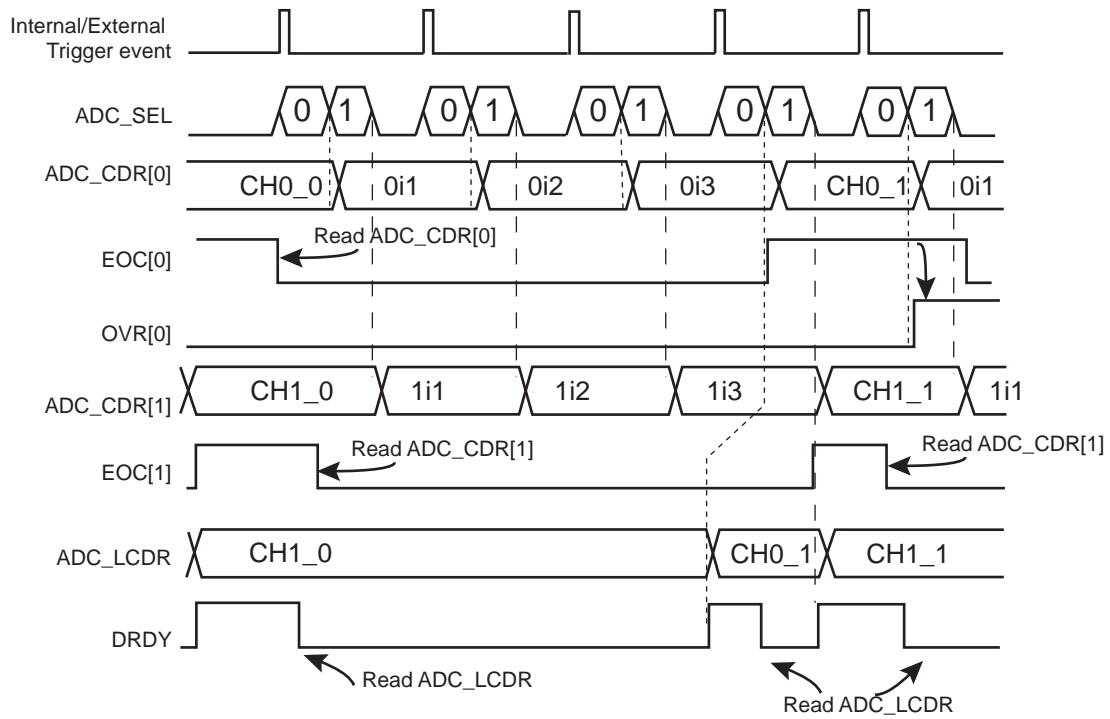 Internal/External
Trigger event
ADC_SEL
0 1 0 1 0 1 0 1 0 1
ADC_CDR[0]
CH0_0 0i1 0i2 0i3 CH0_1 0i1
Read ADC_CDR[0]
EOC[0]
OVR[0]
ADC_CDR[1]
CH1_0 1i1 1i2 1i3 CH1_1 1i1
Read ADC_CDR[1]
Read ADC_CDR[1]
EOC[1]
ADC_LCDR
CH1_0 CH0_1 CH1_1
DRDY
Read ADC_LCDR
Read ADC_LCDR